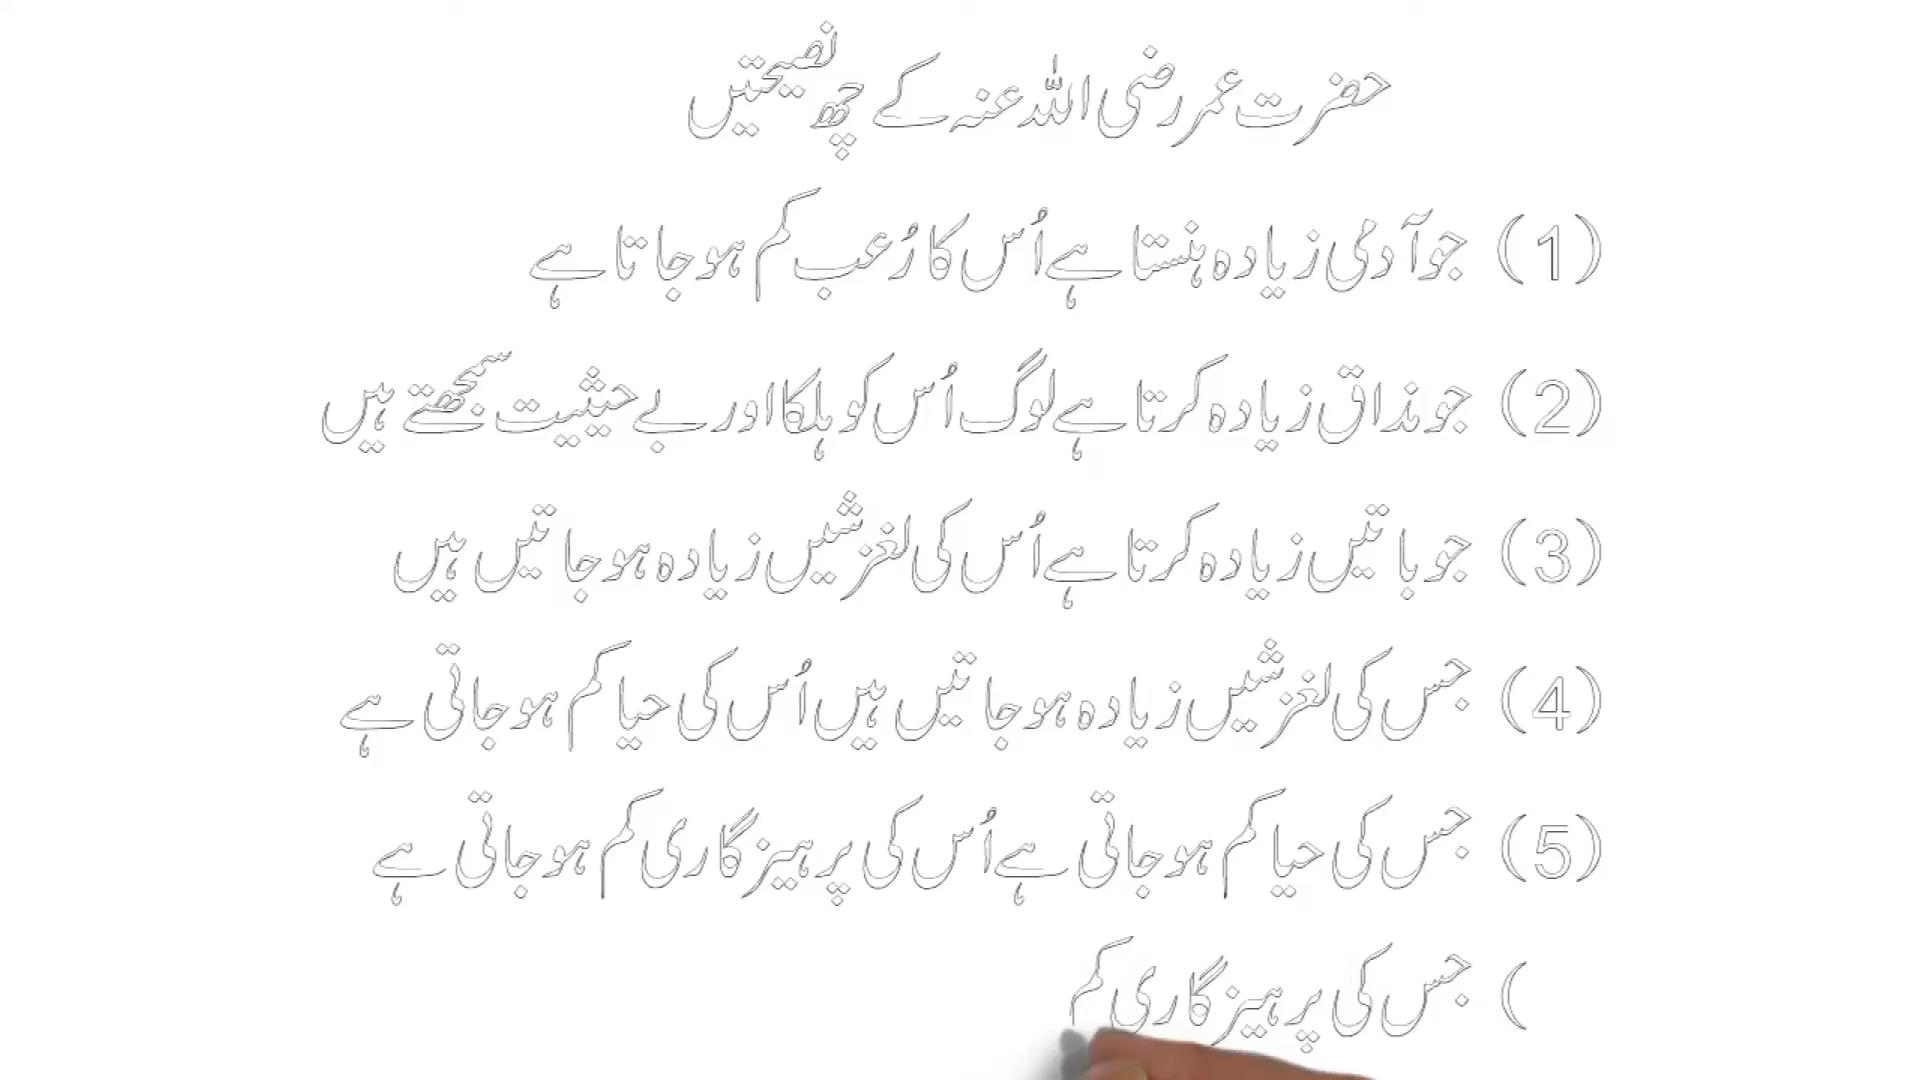 حضرت عمر رضی اللہ عنہ کے چھ نصیحتیں
(1) جو آدمی زیادہ ہنستا ہے اُس کا رُعب کم ہو جاتا ہے
(2) جو مذاق زیادہ کرتا ہے لوگ اُس کو ہلکا اور بے حیثیت سمجھتے ہیں
(3) جو باتیں زیادہ کرتا ہے اُس کی لغزشیں زیادہ ہو جاتیں ہیں
(4) جس کی لغزشیں زیادہ ہو جاتیں ہیں اُس کی حیا کم ہو جاتی ہے
(5) جس کی حیا کم ہو جاتی ہے اُس کی پرہیزگاری کم ہو جاتی ہے
) جس کی پرہیزگاری کم